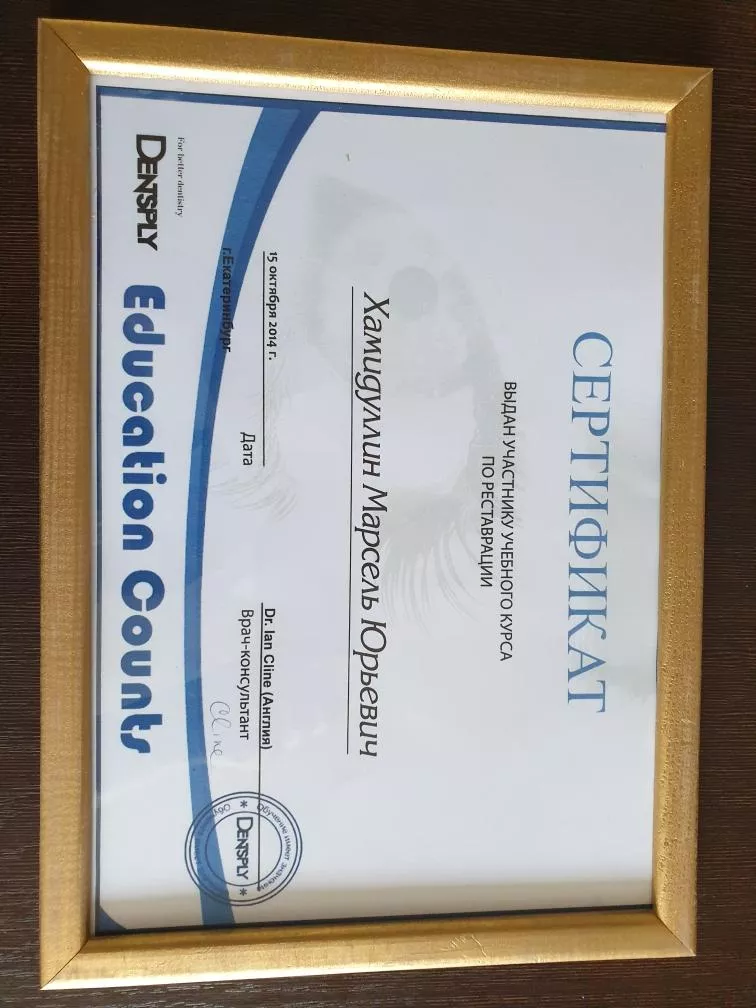 СЕРТИФИКАТ
ВЫДАН УЧАСТНИКУ УЧЕБНОГО КУРСА
ПО РЕСТАВРАЦИИ
Хамидуллин Марсель Юрьевич
15 октября 2014 г.
Дата
г.Екатеринбург
Dr. Ian Cline (Англия)
Врач-консультант
Cline
DENTSPLY
For better dentistry
DENTSPLY
Education Counts